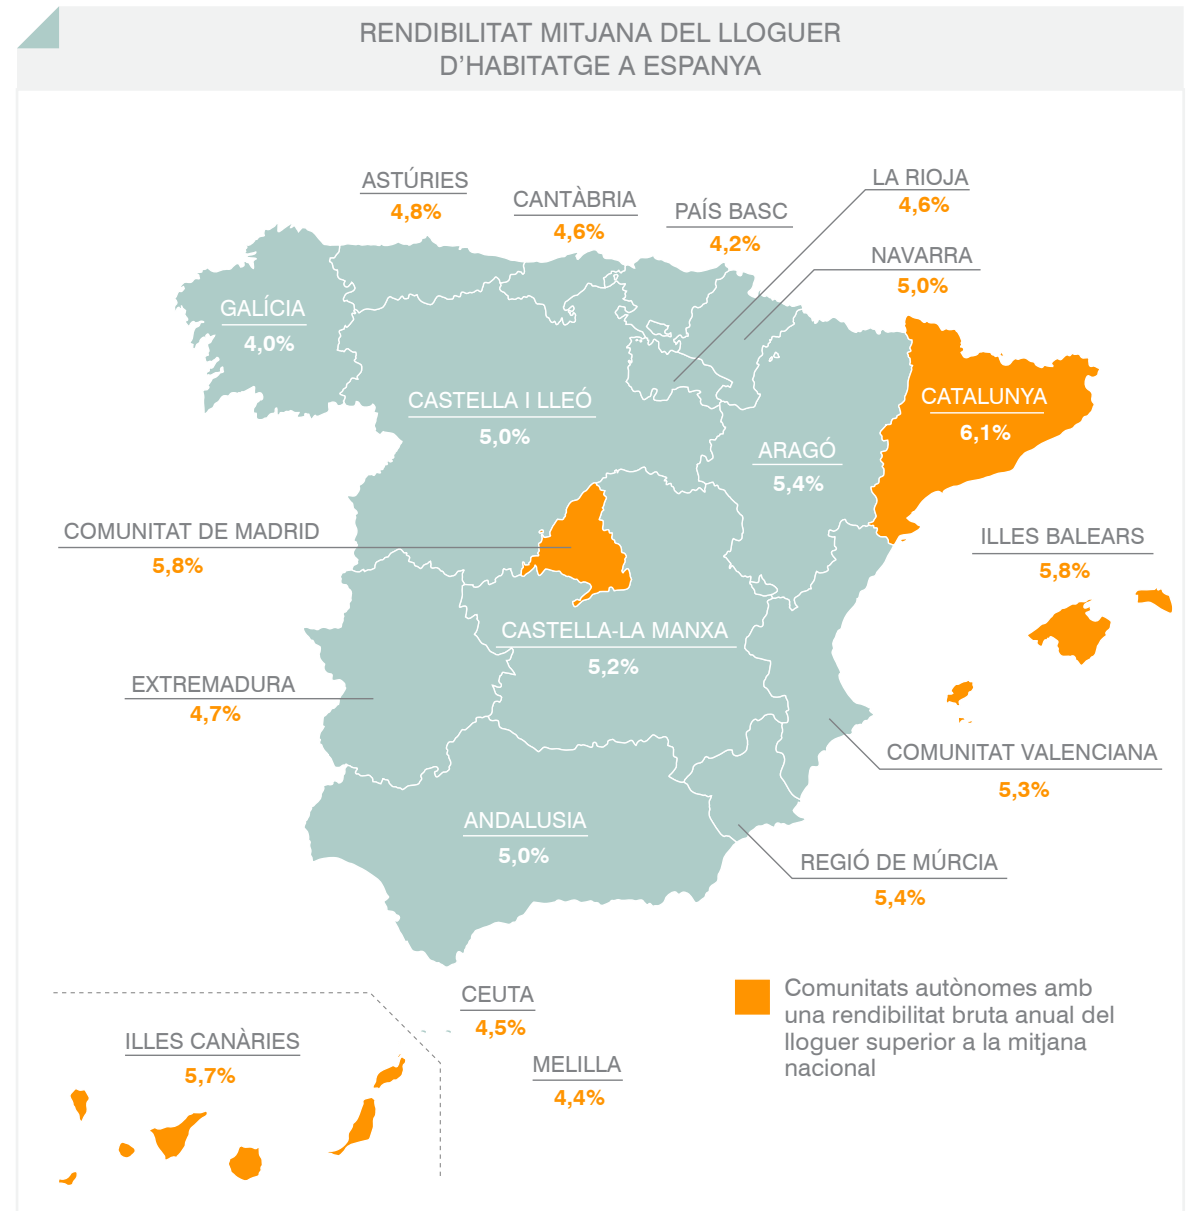 RENDIBILITAT MITJANA DEL LLOGUER
D’HABITATGE A ESPANYA
ASTÚRIES
4,8%
CANTÀBRIA
4,6%
PAÍS BASC
4,2%
LA RIOJA
4,6%
NAVARRA
5,0%
GALÍCIA
4,0%
CASTELLA I LLEÓ
5,0%
ARAGÓ
5,4%
CATALUNYA
6,1%
COMUNITAT DE MADRID
5,8%
ILLES BALEARS
5,8%
CASTELLA-LA MANXA
5,2%
EXTREMADURA
4,7%
COMUNITAT VALENCIANA
5,3%
ANDALUSIA
5,0%
REGIÓ DE MÚRCIA
5,4%
CEUTA
4,5%
MELILLA
4,4%
ILLES CANÀRIES
5,7%
Comunitats autònomes amb
una rendibilitat bruta anual del
lloguer superior a la mitjana
nacional